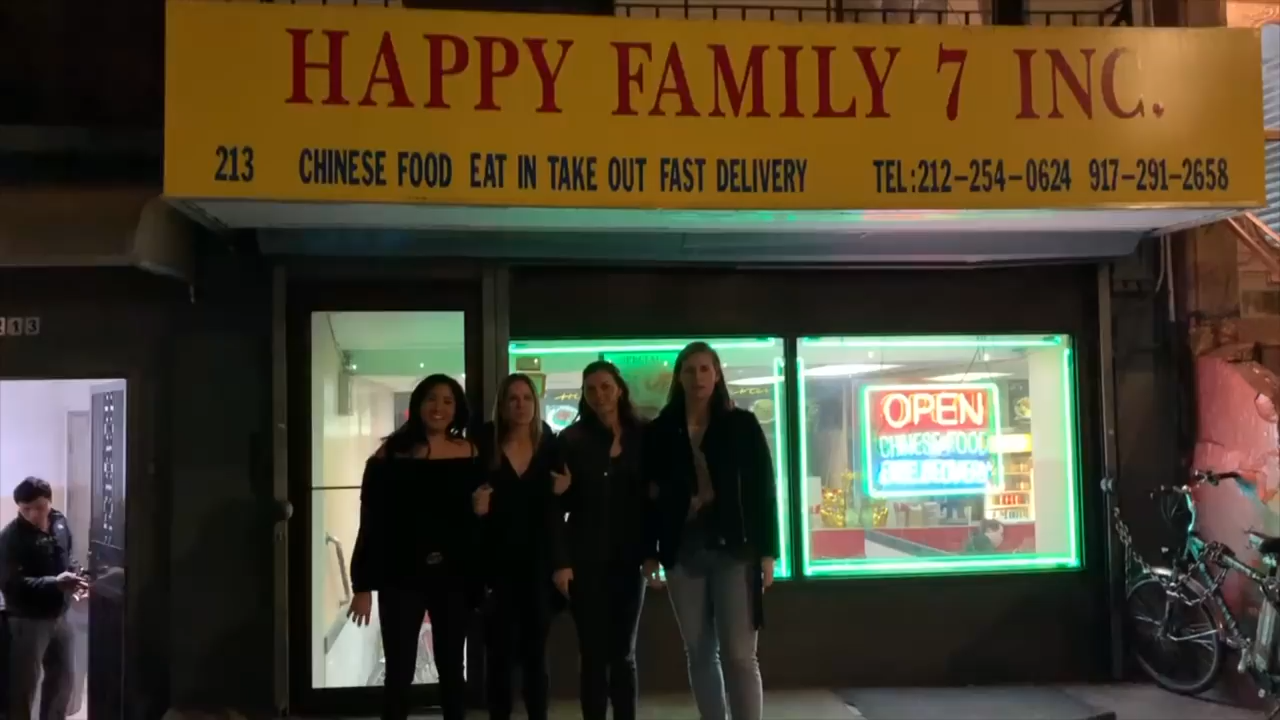 HAPPY FAMILY 7 INC.
213 CHINESE FOOD EAT IN TAKE OUT FAST DELIVERY TEL:212-254-0624 917-291-2658
213
OPEN
CHINESE FOOD